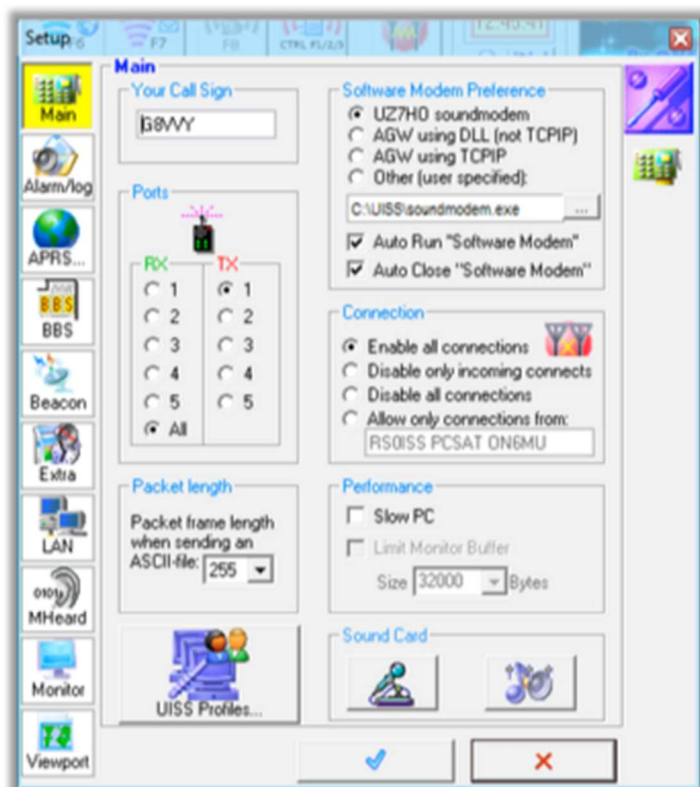 Setup
F6
F7
F8
CTRL F1/2/3
12:45:41
Main
Alarm/log
APRS...
BBS
BBS
Beacon
Extra
LAN
0101
MHeard
Monitor
Viewport
Main
Your Call Sign
Ports
RX TX
1 1
2 2
3 3
4 4
5 5
All
Packet length
Packet frame length
when sending an
ASCII-file: 255
UISS Profiles...
Software Modem Preference
UZ7HO soundmodem
AGW using DLL (not TCPIP)
AGW using TCPIP
Other (user specified):
C:\UISS\soundmodem.exe ...
Auto Run "Software Modem"
Auto Close "Software Modem"
Connection
Enable all connections
Disable only incoming connects
Disable all connections
Allow only connections from:
RS0ISS PCSAT ON6MU
Performance
Slow PC
Limit Monitor Buffer
Size 32000 Bytes
Sound Card